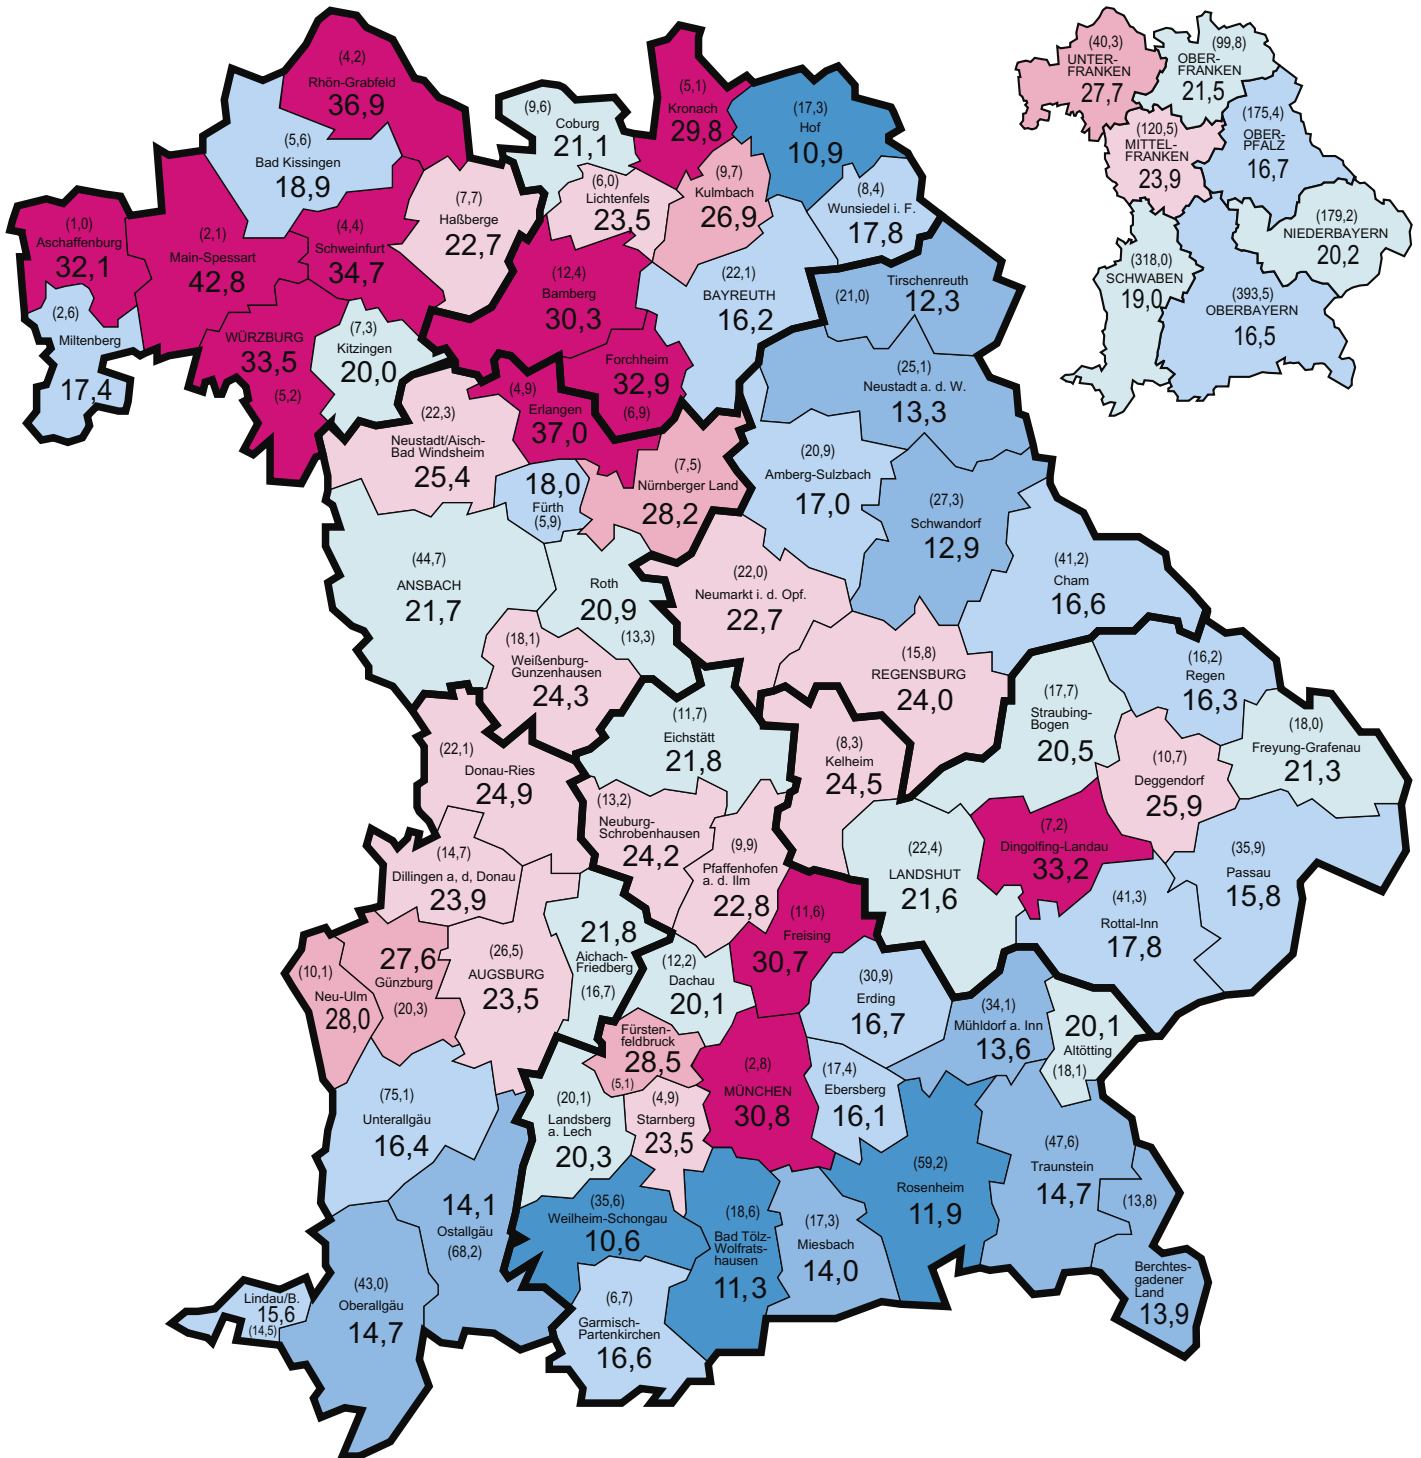 (4,2)
Rhön-Grabfeld
36,9
(5,6)
Bad Kissingen
18,9
(1,0)
Aschaffenburg
32,1
(2,1)
Main-Spessart
42,8
(4,4)
Schweinfurt
34,7
(7,7)
Haßberge
22,7
(2,6)
Miltenberg
17,4
WÜRZBURG
33,5
(5,2)
(7,3)
Kitzingen
20,0
(9,6)
Coburg
21,1
(5,1)
Kronach
29,8
(17,3)
Hof
10,9
(6,0)
Lichtenfels
23,5
(9,7)
Kulmbach
26,9
(8,4)
Wunsiedel i. F.
17,8
(12,4)
Bamberg
30,3
(22,1)
BAYREUTH
16,2
Forchheim
32,9
(6,9)
(21,0)
Tirschenreuth
12,3
(25,1)
Neustadt a. d. W.
13,3
(4,9)
Erlangen
37,0
(22,3)
Neustadt/Aisch-
Bad Windsheim
25,4
18,0
Fürth
(5,9)
(7,5)
Nürnberger Land
28,2
(20,9)
Amberg-Sulzbach
17,0
(27,3)
Schwandorf
12,9
(41,2)
Cham
16,6
(44,7)
ANSBACH
21,7
Roth
20,9
(13,3)
(22,0)
Neumarkt i. d. Opf.
22,7
(18,1)
Weißenburg-
Gunzenhausen
24,3
(15,8)
REGENSBURG
24,0
(16,2)
Regen
16,3
(17,7)
Straubing-
Bogen
20,5
(18,0)
Freyung-Grafenau
21,3
(11,7)
Eichstätt
21,8
(8,3)
Kelheim
24,5
(10,7)
Deggendorf
25,9
(22,1)
Donau-Ries
24,9
(13,2)
Neuburg-
Schrobenhausen
24,2
(9,9)
Pfaffenhofen
a. d. Ilm
22,8
(22,4)
LANDSHUT
21,6
(7,2)
Dingolfing-Landau
33,2
(35,9)
Passau
15,8
(41,3)
Rottal-Inn
17,8
(14,7)
Dillingen a, d, Donau
23,9
(10,1)
Neu-Ulm
28,0
27,6
Günzburg
(20,3)
(26,5)
AUGSBURG
23,5
21,8
Aichach-
Friedberg
(16,7)
(12,2)
Dachau
20,1
(11,6)
Freising
30,7
(30,9)
Erding
16,7
(34,1)
Mühldorf a. Inn
13,6
20,1
Altötting
(18,1)
Fürsten-
feldbruck
28,5
(5,1)
(2,8)
MÜNCHEN
30,8
(17,4)
Ebersberg
16,1
(75,1)
Unterallgäu
16,4
(20,1)
Landsberg
a. Lech
20,3
(4,9)
Starnberg
23,5
(59,2)
Rosenheim
11,9
(47,6)
Traunstein
14,7
(13,8)
Berchtes-
gadener
Land
13,9
14,1
Ostallgäu
(68,2)
(35,6)
Weilheim-Schongau
10,6
(18,6)
Bad Tölz-
Wolfrats-
hausen
11,3
(17,3)
Miesbach
14,0
Lindau/B.
15,6
(14,5)
(43,0)
Oberallgäu
14,7
(6,7)
Garmisch-
Partenkirchen
16,6
(40,3)
UNTER-
FRANKEN
27,7
(99,8)
OBER-
FRANKEN
21,5
(175,4)
OBER-
PFALZ
16,7
(120,5)
MITTEL-
FRANKEN
23,9
(179,2)
NIEDERBAYERN
20,2
(318,0)
SCHWABEN
19,0
(393,5)
OBERBAYERN
16,5